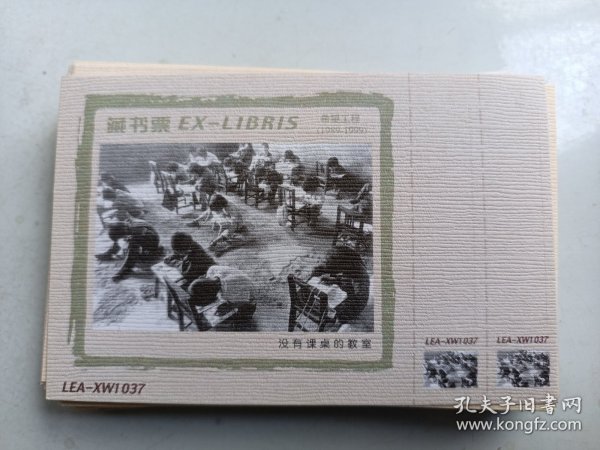 藏书票 EX-LIBRIS
希望工程
(1989-1999)
没有课桌的教室
LEA-XW1037
LEA-XW1037
LEA-XW1037
孔夫子旧书网
www.kongfz.com